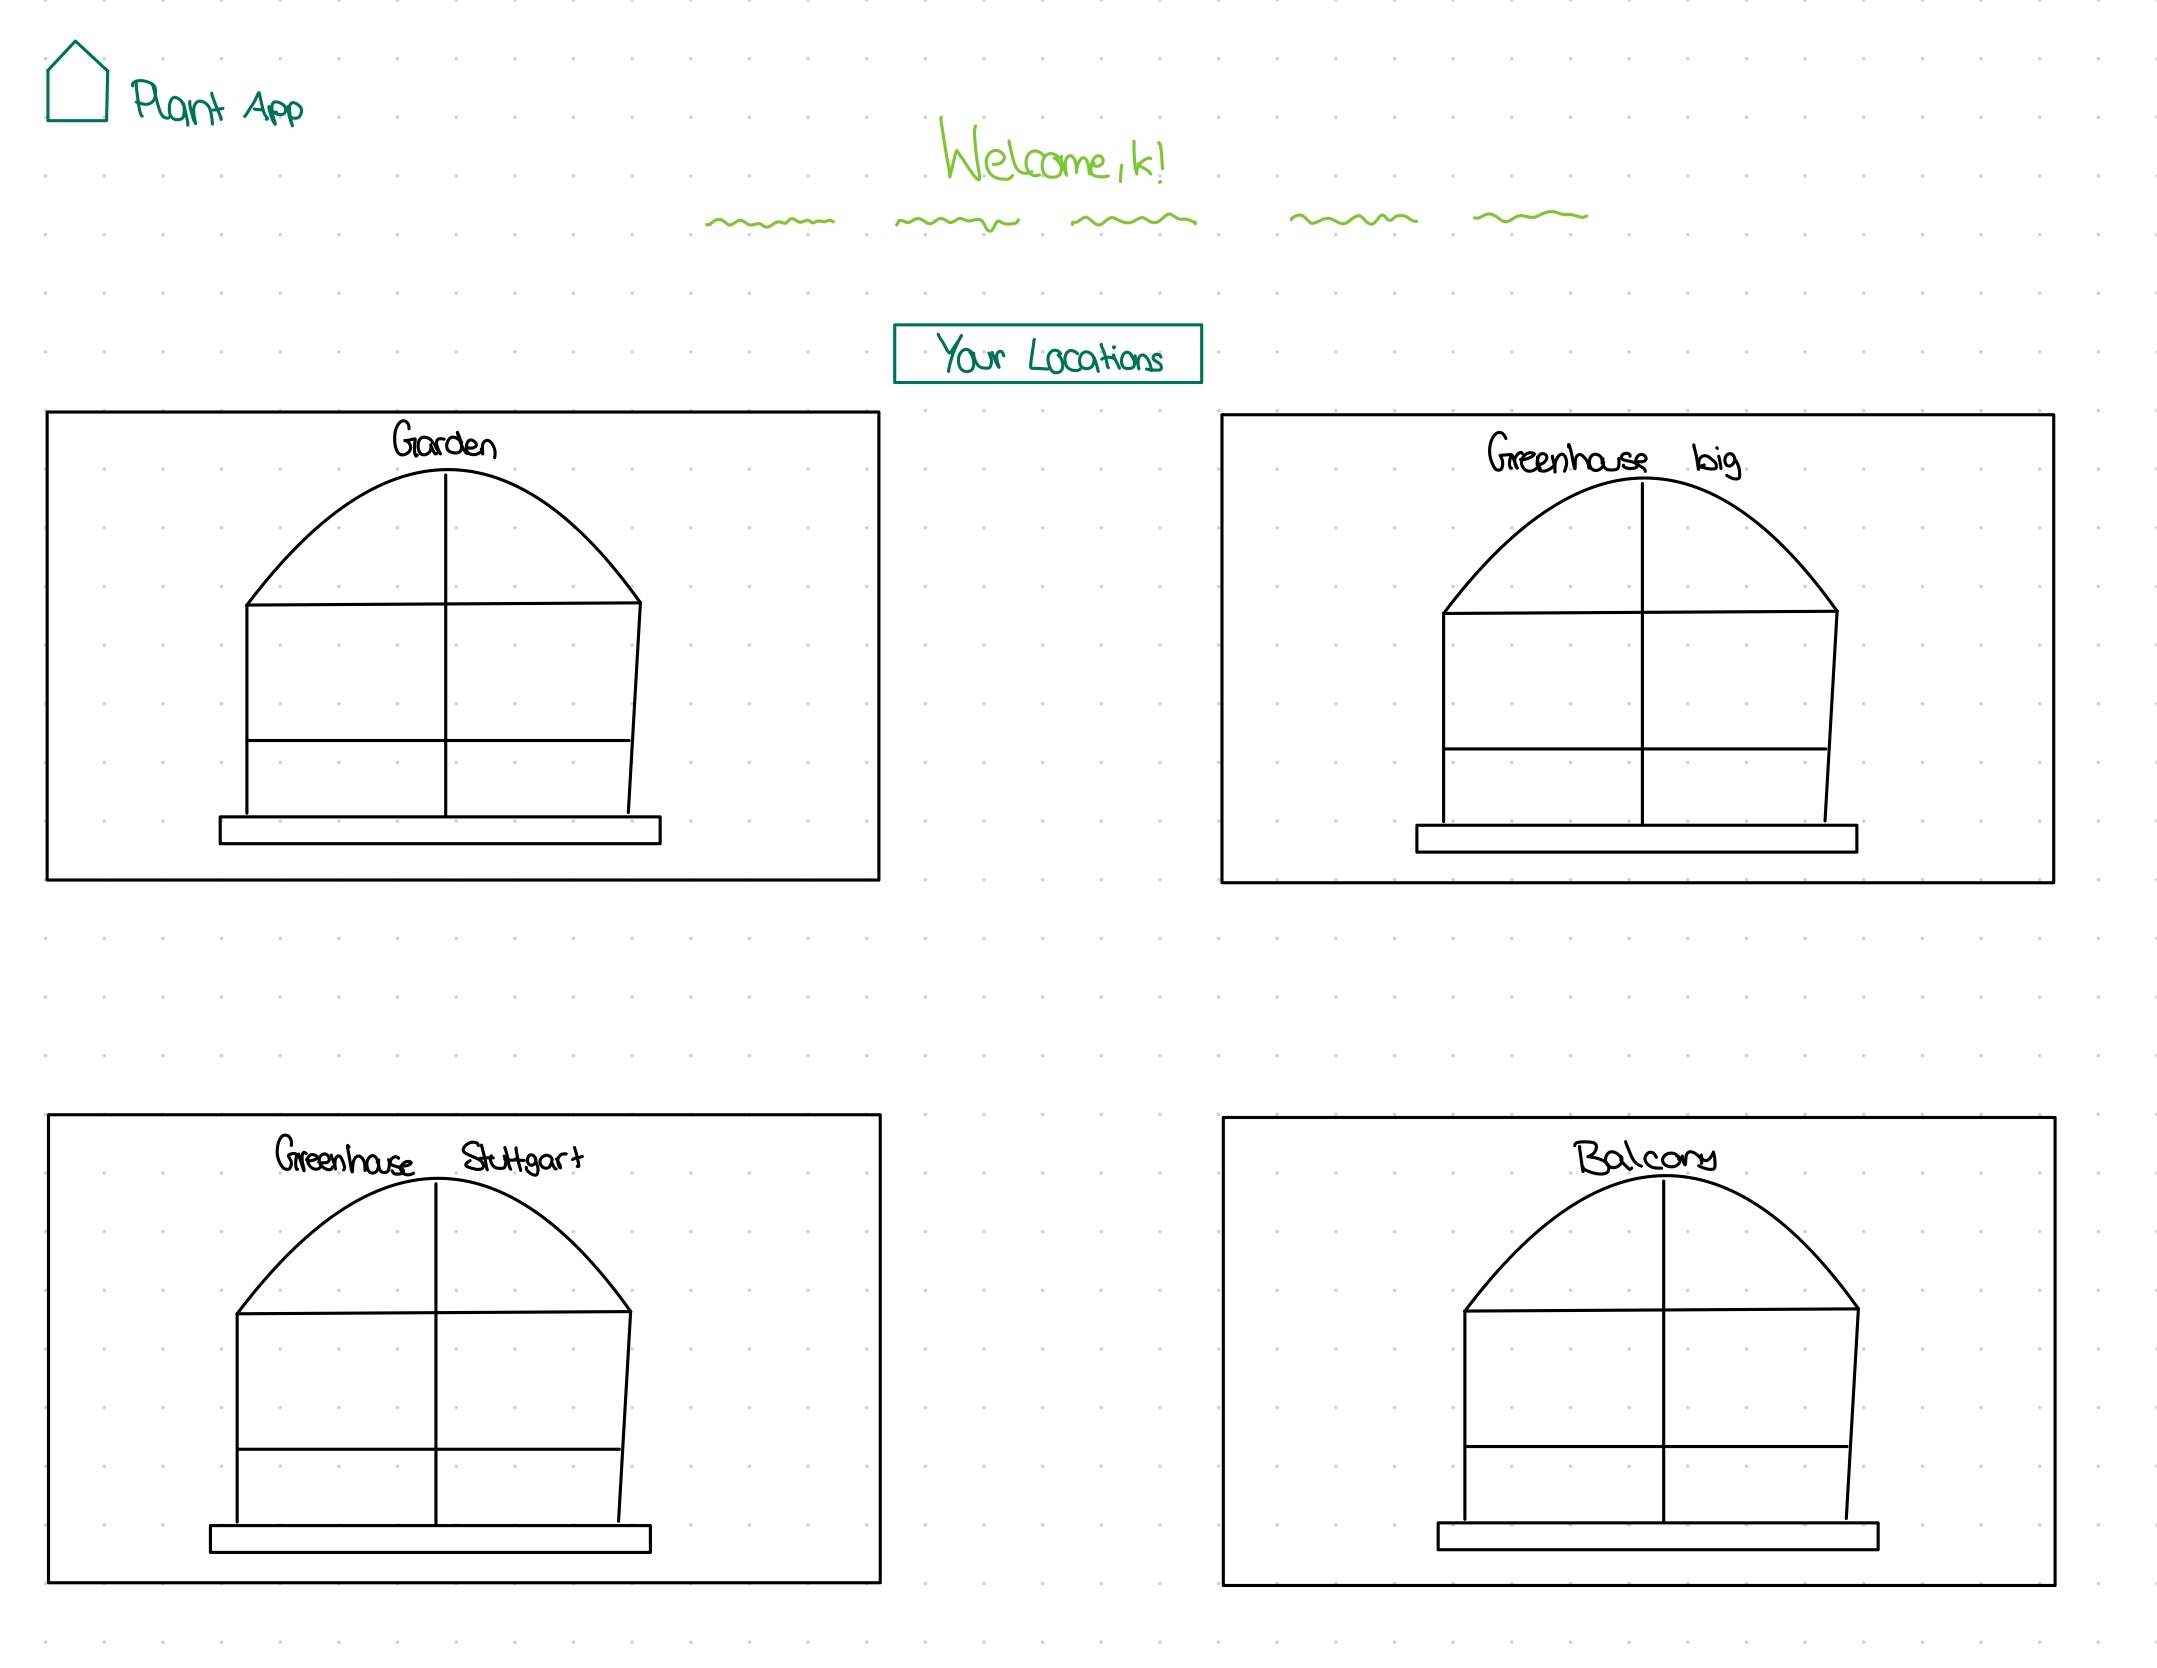 Plant App
Welcome, k!
Your Locations
Garden
Greenhouse big
Greenhouse Stuttgart
Balcony